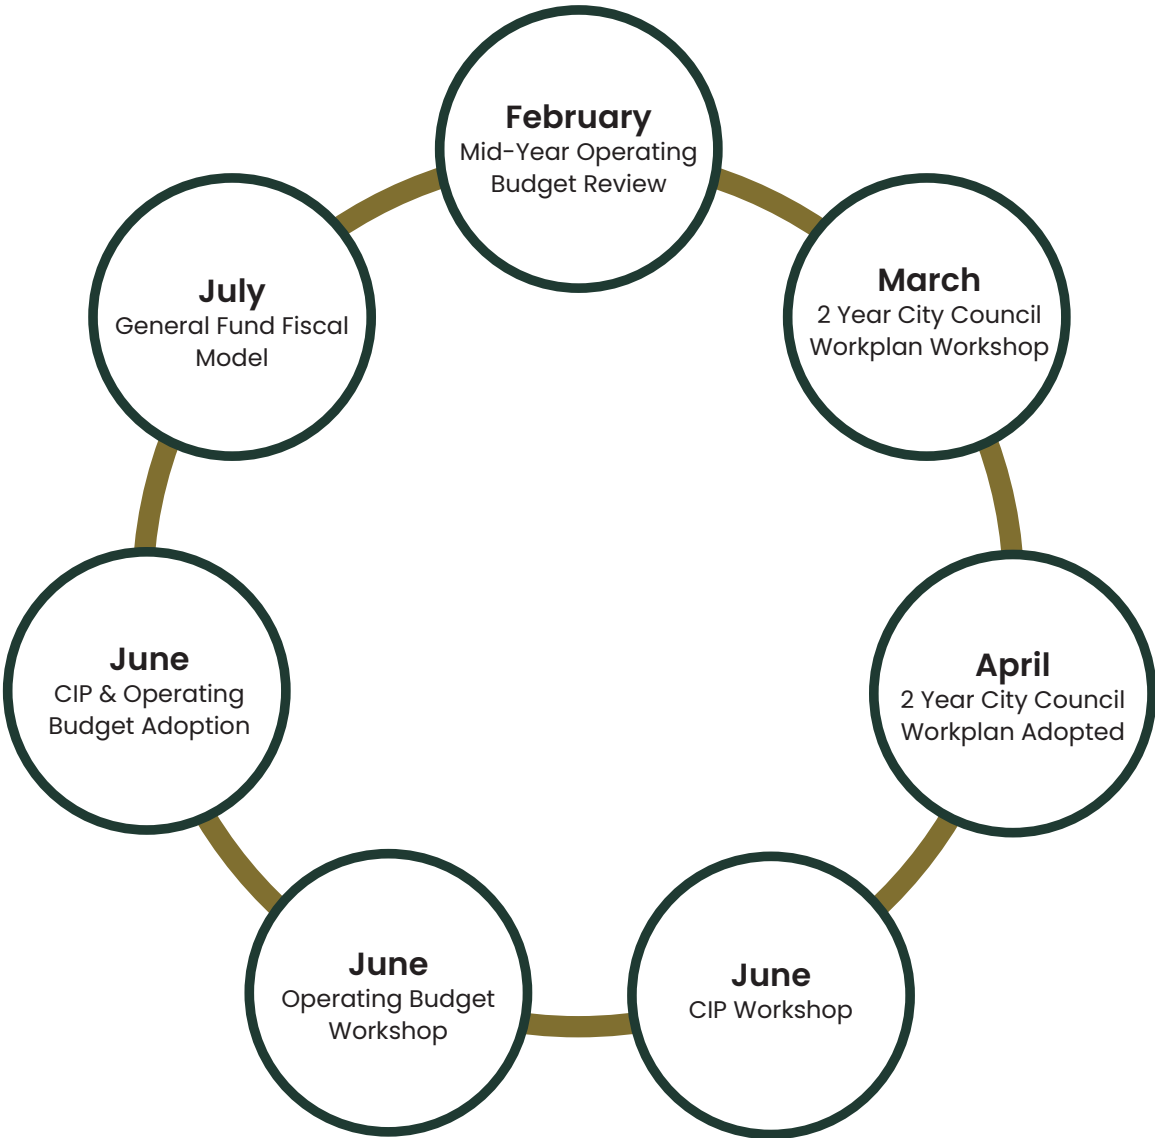 February
Mid-Year Operating
Budget Review
March
2 Year City Council
Workplan Workshop
April
2 Year City Council
Workplan Adopted
June
CIP Workshop
June
Operating Budget
Workshop
June
CIP & Operating
Budget Adoption
July
General Fund Fiscal
Model